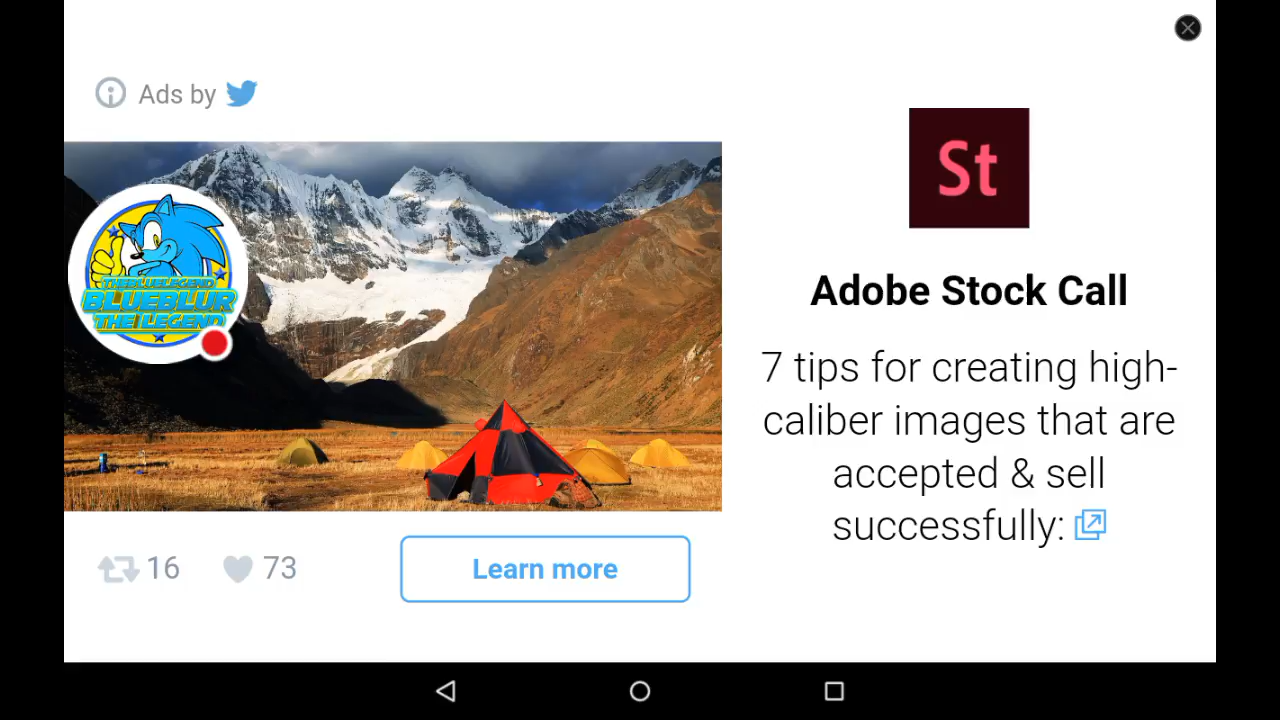 Ads by
THEBLUELEGEND
BLUEBLUR
THE LEGEND
16
73
Learn more
St
Adobe Stock Call
7 tips for creating high-
caliber images that are
accepted & sell
successfully: